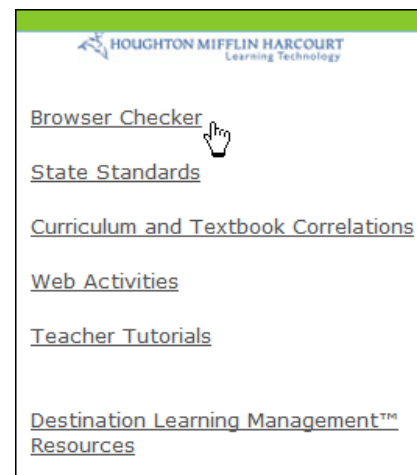 HOUGHTON MIFFLIN HARCOURT
Learning Technology
Browser Checker
State Standards
Curriculum and Textbook Correlations
Web Activities
Teacher Tutorials
Destination Learning Management™
Resources